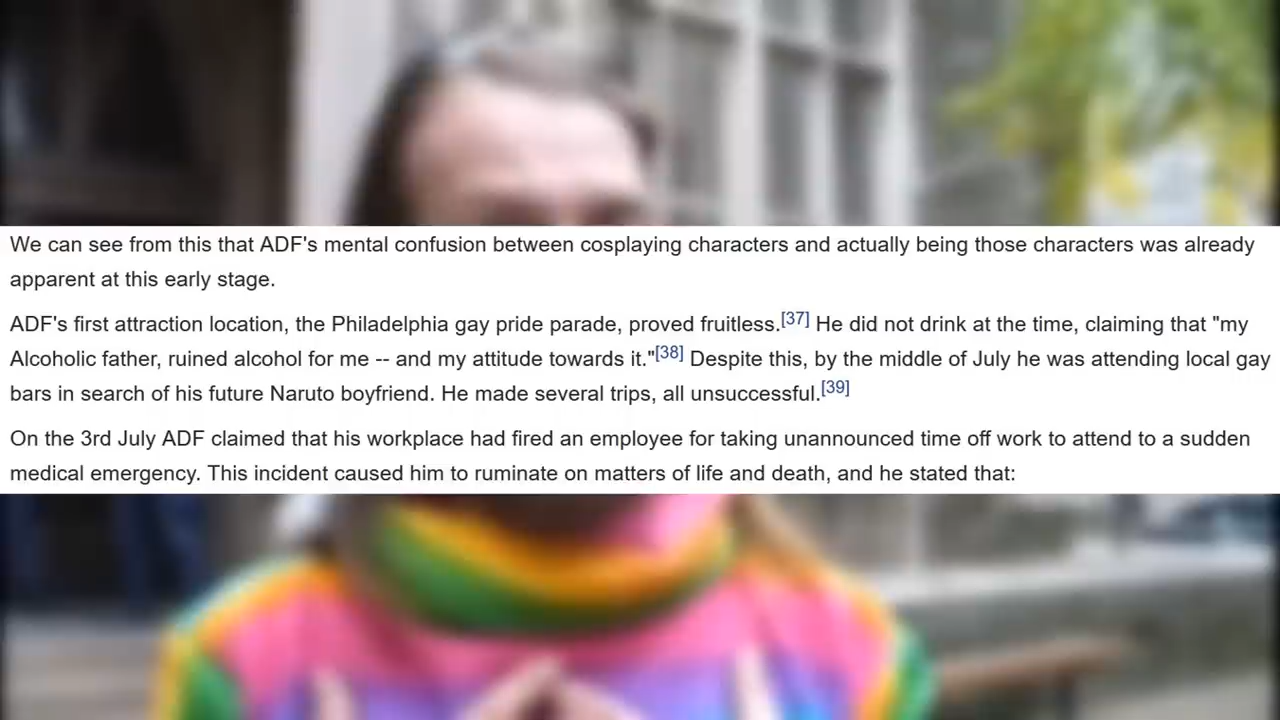 We can see from this that ADF's mental confusion between cosplaying characters and actually being those characters was already
apparent at this early stage.
ADF's first attraction location, the Philadelphia gay pride parade, proved fruitless.[37] He did not drink at the time, claiming that "my
Alcoholic father, ruined alcohol for me -- and my attitude towards it."[38] Despite this, by the middle of July he was attending local gay
bars in search of his future Naruto boyfriend. He made several trips, all unsuccessful.[39]
On the 3rd July ADF claimed that his workplace had fired an employee for taking unannounced time off work to attend to a sudden
medical emergency. This incident caused him to ruminate on matters of life and death, and he stated that: